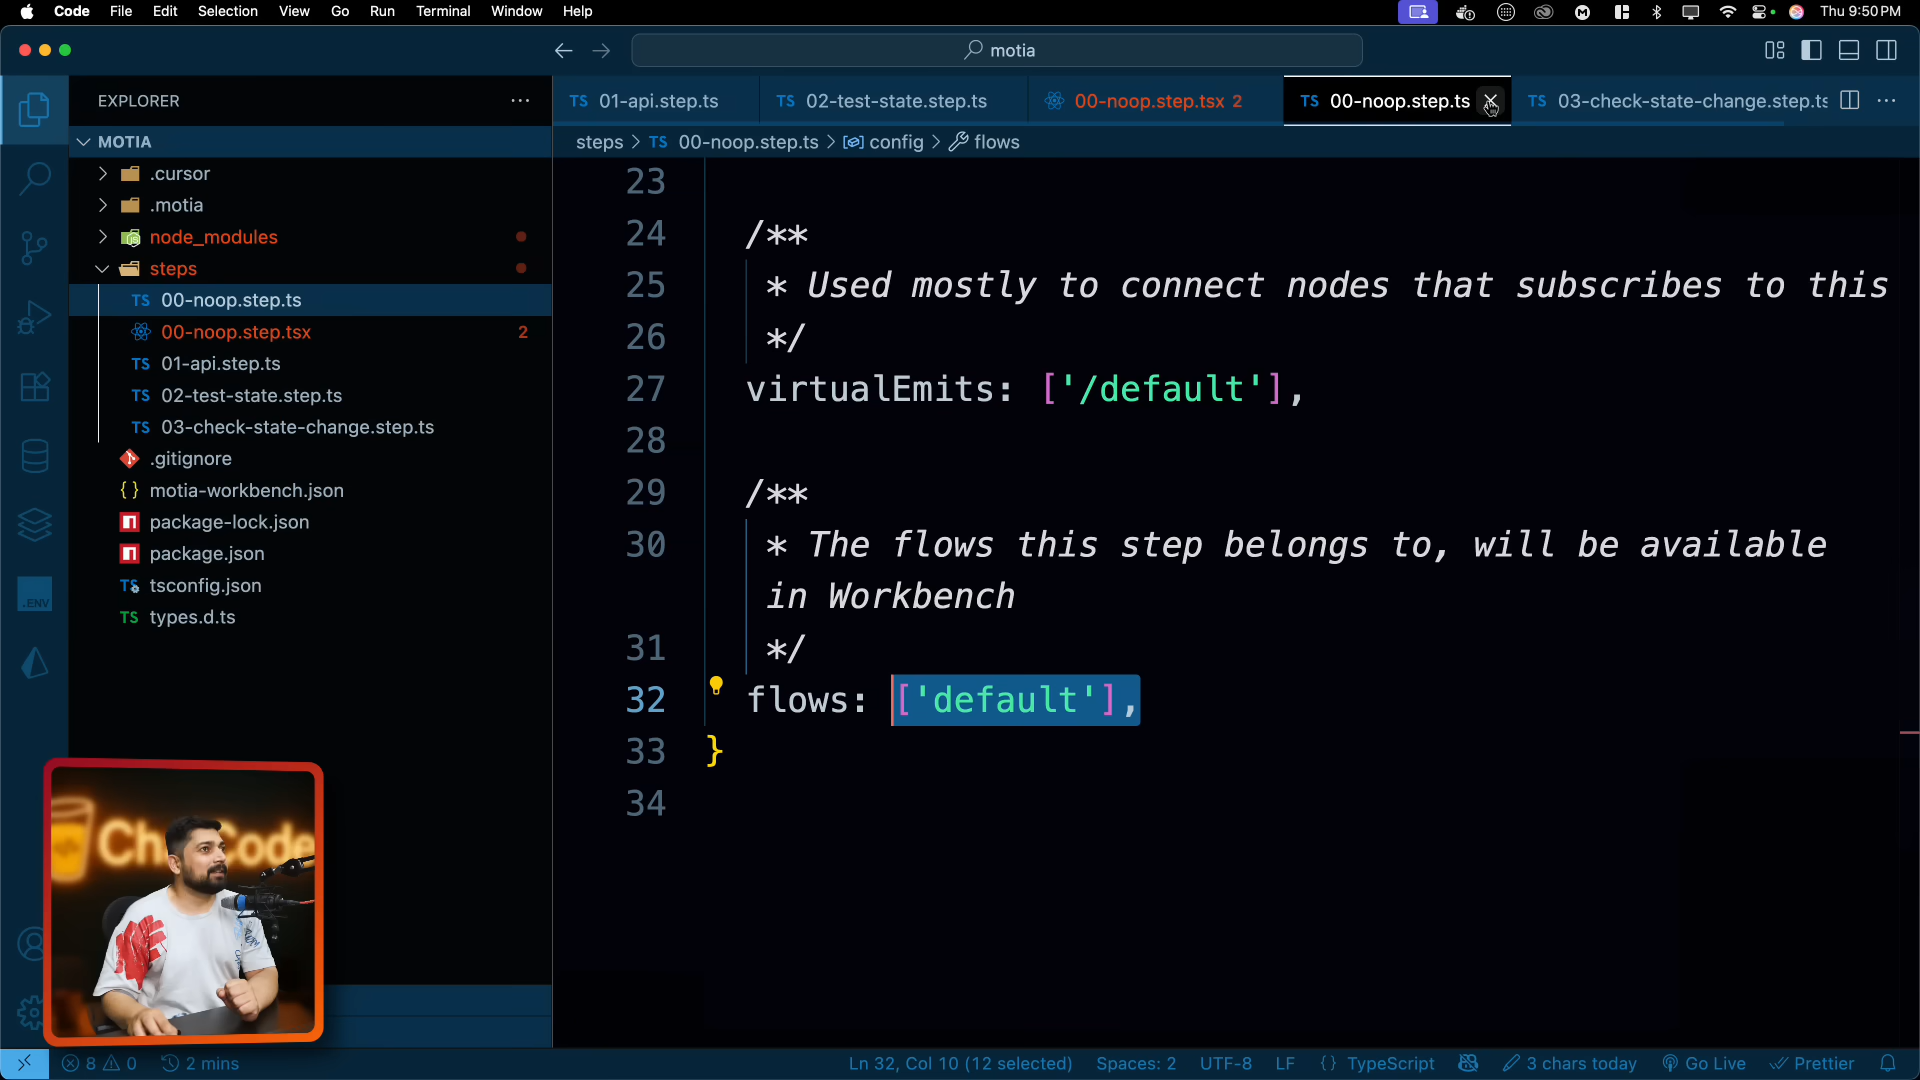 Code File Edit Selection View Go Run Terminal Window Help Thu 9:50 PM
motia
EXPLORER
MOTIA
.cursor
.motia
node_modules
steps
TS 00-noop.step.ts
00-noop.step.tsx 2
TS 01-api.step.ts
TS 02-test-state.step.ts
TS 03-check-state-change.step.ts
.gitignore
{ } motia-workbench.json
package-lock.json
package.json
TS tsconfig.json
TS types.d.ts
.ENV
TS 01-api.step.ts TS 02-test-state.step.ts 00-noop.step.tsx 2 TS 00-noop.step.ts TS 03-check-state-change.step.ts
steps > TS 00-noop.step.ts > config > flows
23
24 /**
25 * Used mostly to connect nodes that subscribes to this
26 */
27 virtualEmits: ['/default'],
28
29 /**
30 * The flows this step belongs to, will be available
in Workbench
31 */
32 flows: ['default'],
33 }
34
Code
8 0 2 mins Ln 32, Col 10 (12 selected) Spaces: 2 UTF-8 LF { } TypeScript 3 chars today Go Live Prettier